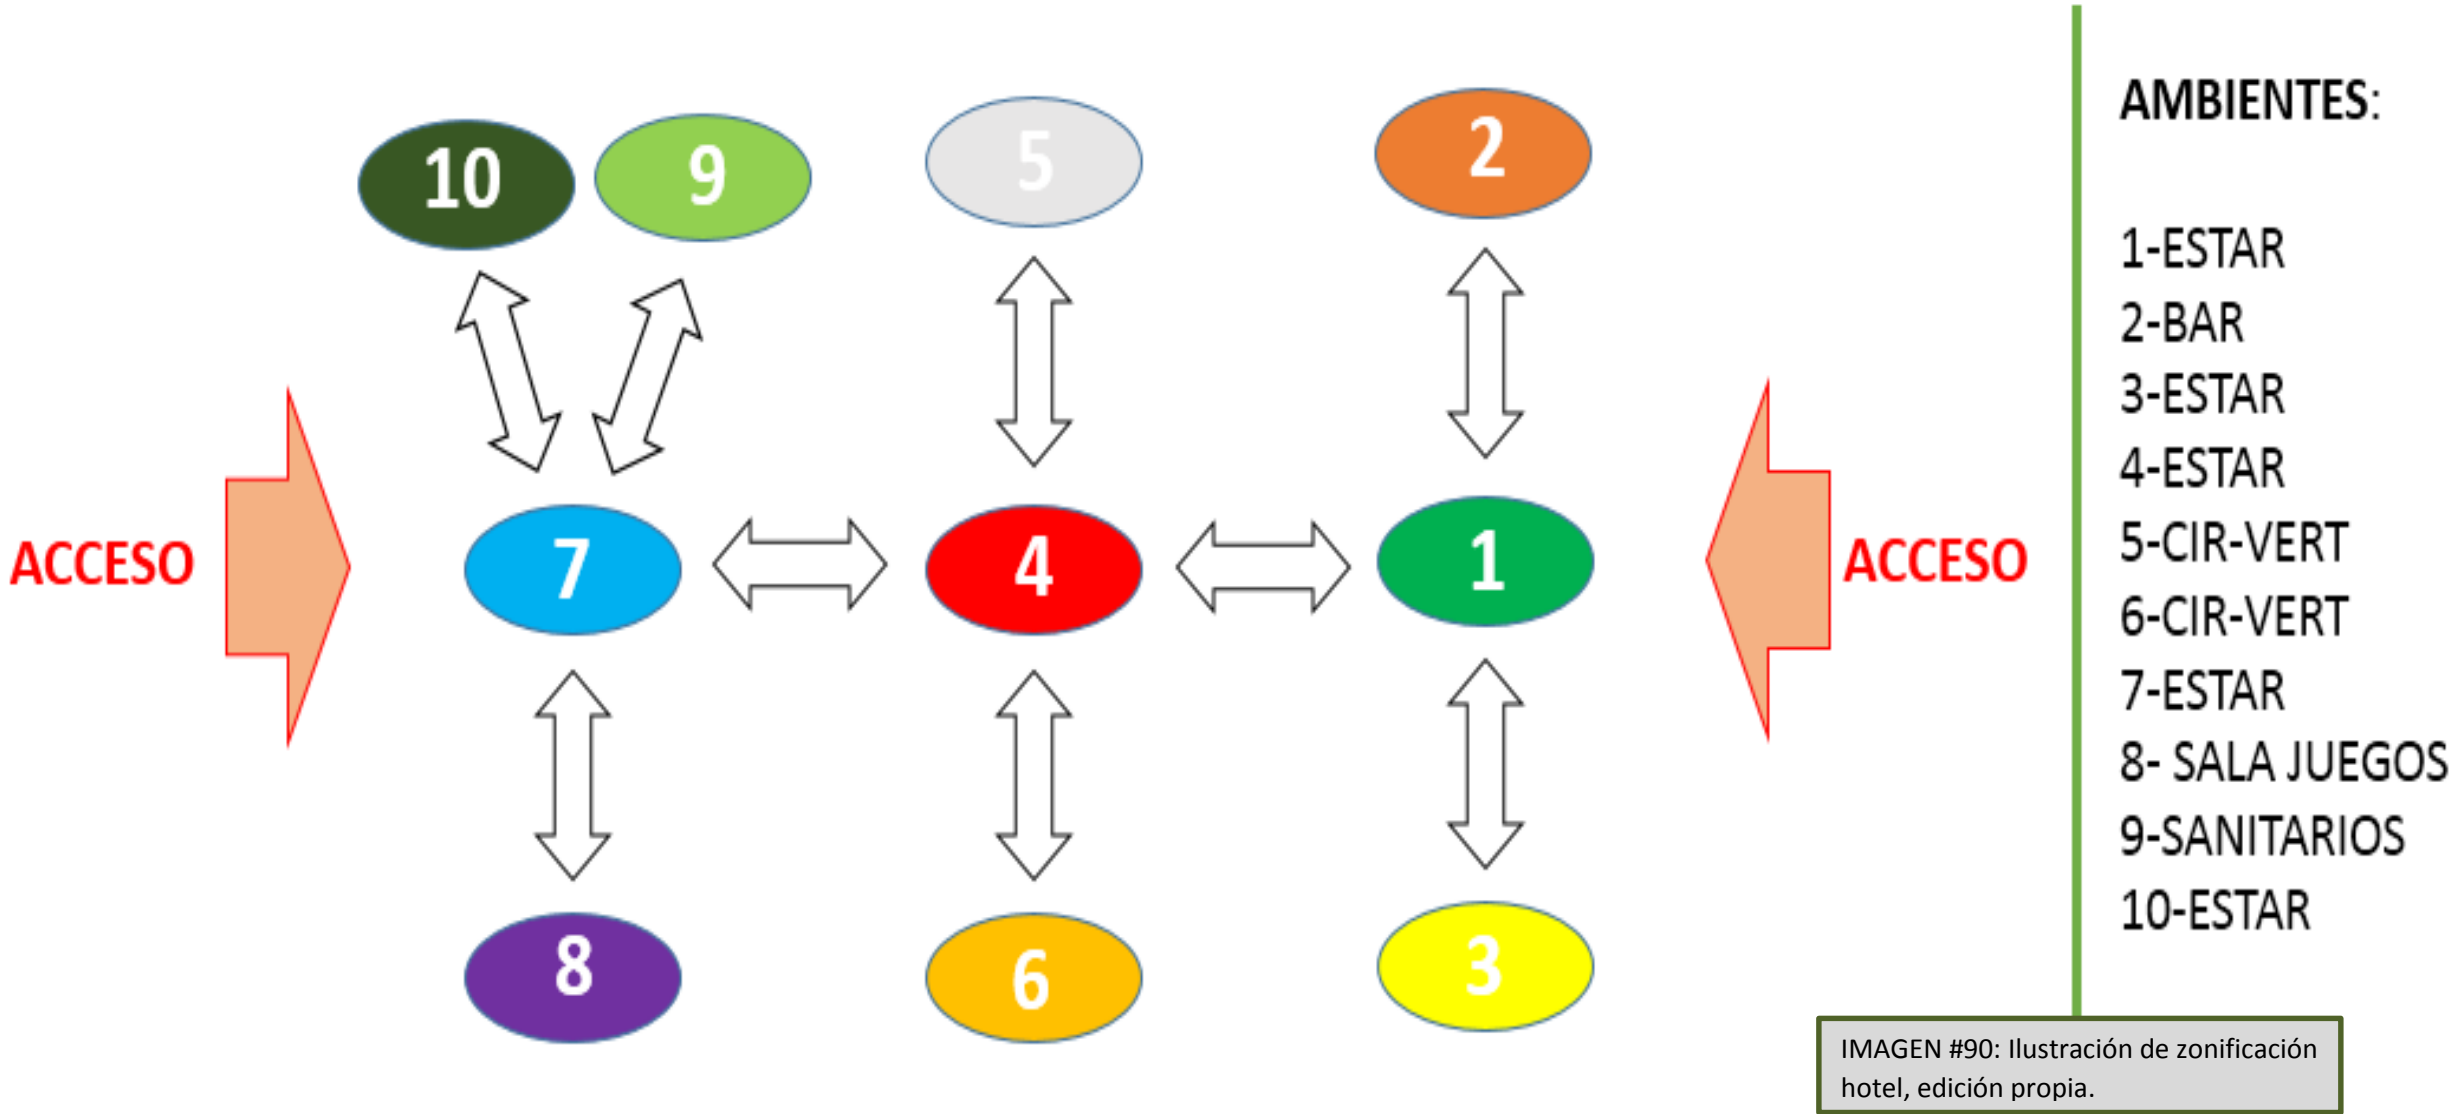 10
9
5
2
ACCESO
7
4
1
ACCESO
8
6
3
AMBIENTES:
1-ESTAR
2-BAR
3-ESTAR
4-ESTAR
5-CIR-VERT
6-CIR-VERT
7-ESTAR
8- SALA JUEGOS
9-SANITARIOS
10-ESTAR
IMAGEN #90: Ilustración de zonificación
hotel, edición propia.